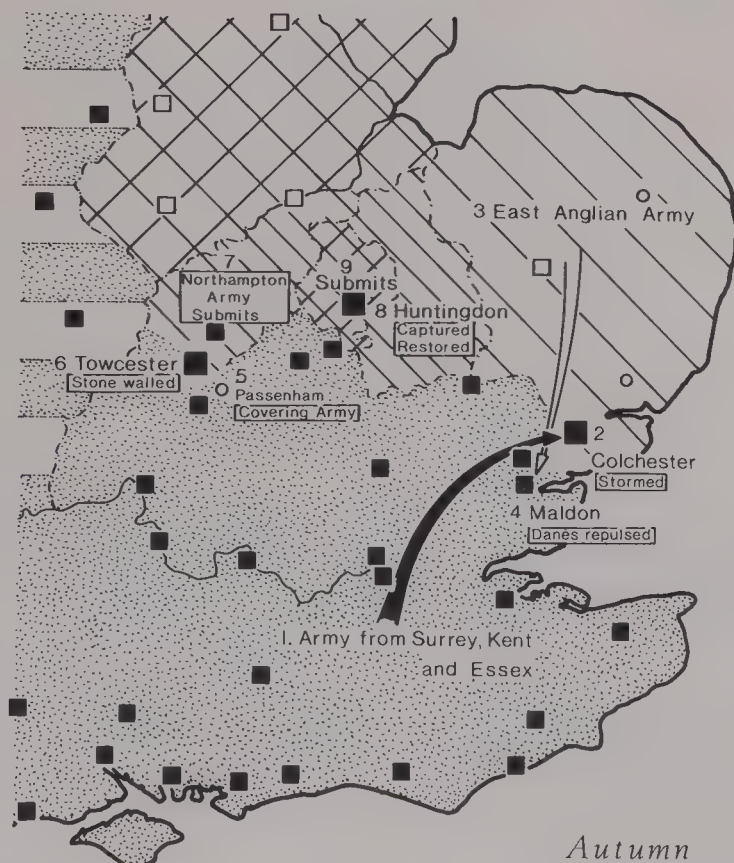 3 East Anglian Army
7
Northampton
Army
Submits
9
Submits
8 Huntingdon
Captured
Restored
6 Towcester
Stone walled
5
Passenham
Covering Army
2
Colchester
Stormed
4 Maldon
Danes repulsed
1. Army from Surrey, Kent
and Essex
Autumn